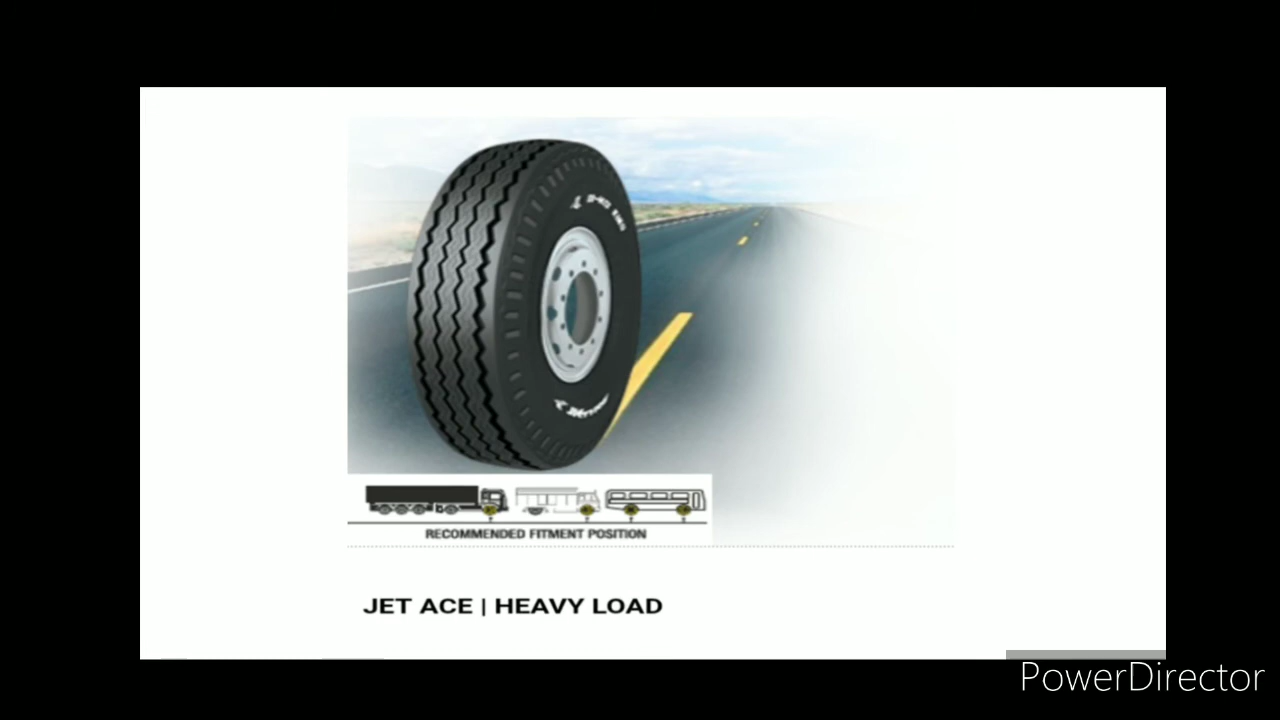 RECOMMENDED FITMENT POSITION
JET ACE | HEAVY LOAD
PowerDirector